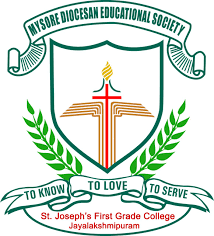 MYSORE DIOCESAN EDUCATIONAL SOCIETY
TO KNOW TO LOVE TO SERVE
St. Joseph's First Grade College
Jayalakshmipuram